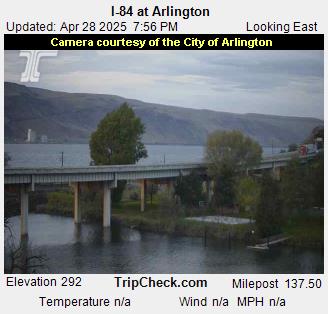 I-84 at Arlington
Updated: Apr 28 2025 7:56 PM Looking East
Camera courtesy of the City of Arlington
Elevation 292 TripCheck.com Milepost 137.50
Temperature n/a Wind n/a MPH n/a